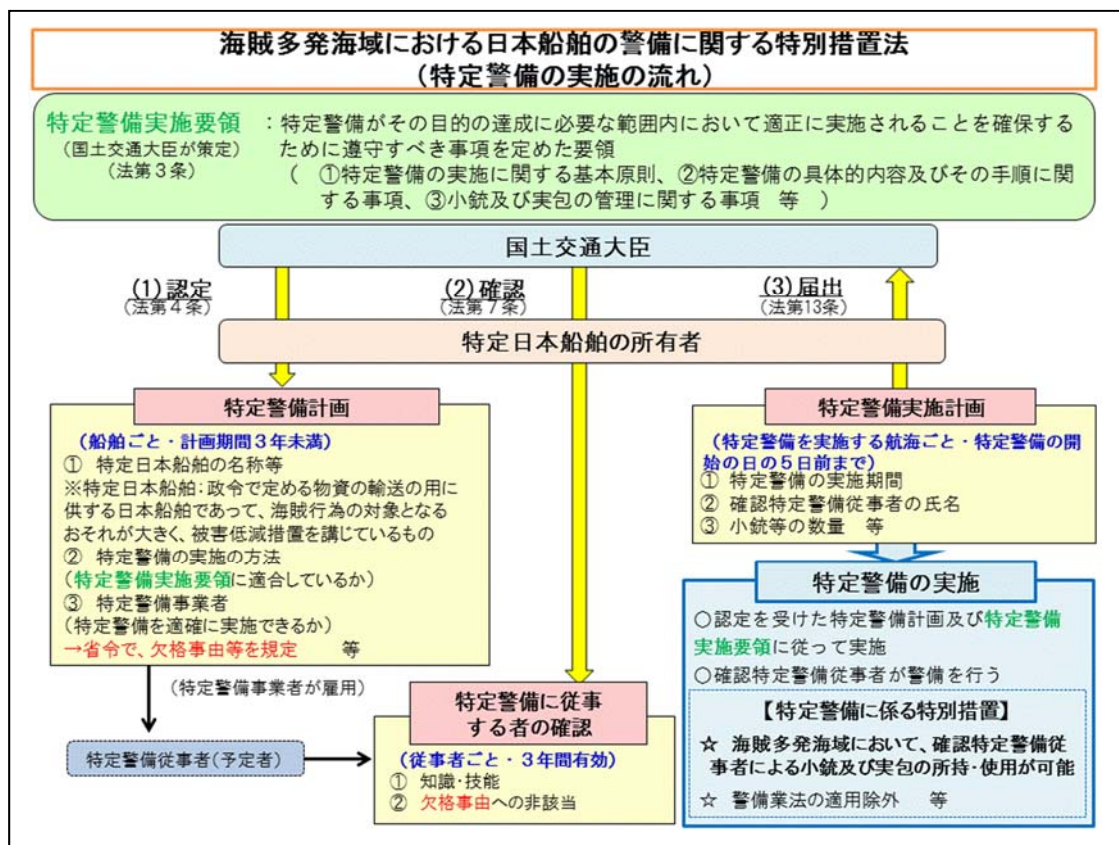 海賊多発海域における日本船舶の警備に関する特別措置法
(特定警備の実施の流れ)
特定警備実施要領
(国土交通大臣が策定)
(法第3条)
：特定警備がその目的の達成に必要な範囲内において適正に実施されることを確保する
ために遵守すべき事項を定めた要領
( ①特定警備の実施に関する基本原則、②特定警備の具体的内容及びその手順に関
する事項、③小銃及び実包の管理に関する事項 等 )
国土交通大臣
(1)認定
(法第4条)
(2)確認
(法第7条)
(3)届出
(法第13条)
特定日本船舶の所有者
特定警備計画
(船舶ごと・計画期間3年未満)
① 特定日本船舶の名称等
※特定日本船舶：政令で定める物資の輸送の用に
供する日本船舶であって、海賊行為の対象となる
おそれが大きく、被害低減措置を講じているもの
② 特定警備の実施の方法
(特定警備実施要領に適合しているか)
③ 特定警備事業者
(特定警備を適確に実施できるか)
→省令で、欠格事由等を規定 等
(特定警備事業者が雇用)
特定警備従事者(予定者)
特定警備に従事
する者の確認
(従事者ごと・3年間有効)
① 知識・技能
② 欠格事由への非該当
特定警備実施計画
(特定警備を実施する航海ごと・特定警備の開
始の日の5日前まで)
① 特定警備の実施期間
② 確認特定警備従事者の氏名
③ 小銃等の数量 等
特定警備の実施
○認定を受けた特定警備計画及び特定警備
実施要領に従って実施
○確認特定警備従事者が警備を行う
【特定警備に係る特別措置】
☆ 海賊多発海域において、確認特定警備従
事者による小銃及び実包の所持・使用が可能
☆ 警備業法の適用除外 等